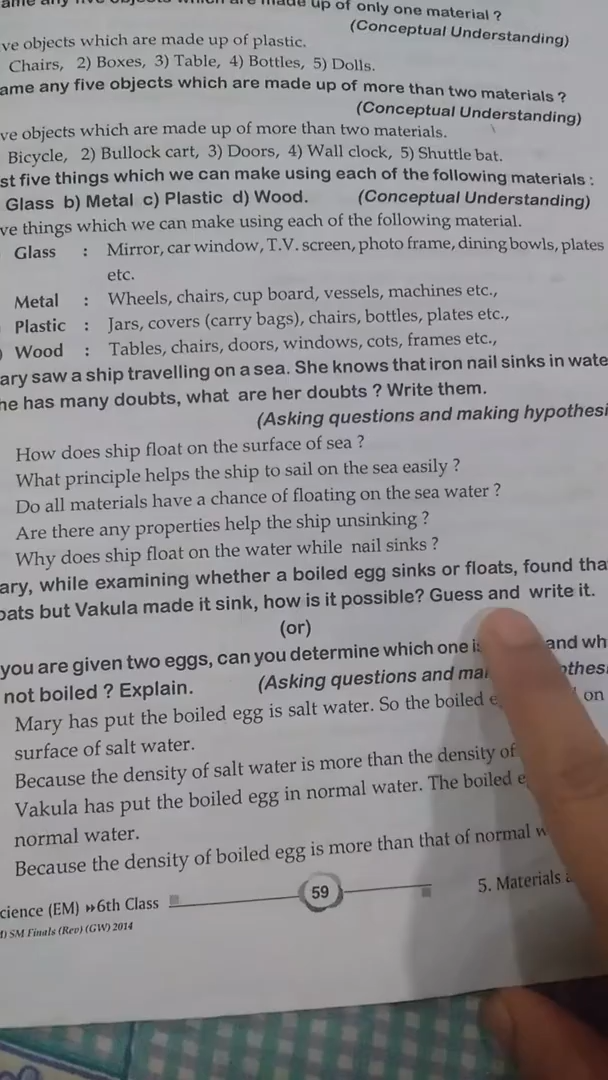 ame any five objects which are made up of only one material ?
(Conceptual Understanding)
ve objects which are made up of plastic.
Chairs, 2) Boxes, 3) Table, 4) Bottles, 5) Dolls.
ame any five objects which are made up of more than two materials ?
(Conceptual Understanding)
ve objects which are made up of more than two materials.
Bicycle, 2) Bullock cart, 3) Doors, 4) Wall clock, 5) Shuttle bat.
st five things which we can make using each of the following materials :
Glass b) Metal c) Plastic d) Wood. (Conceptual Understanding)
ve things which we can make using each of the following material.
Glass : Mirror, car window, T.V. screen, photo frame, dining bowls, plates
etc.
Metal : Wheels, chairs, cup board, vessels, machines etc.,
Plastic : Jars, covers (carry bags), chairs, bottles, plates etc.,
) Wood : Tables, chairs, doors, windows, cots, frames etc.,
ary saw a ship travelling on a sea. She knows that iron nail sinks in wate
he has many doubts, what are her doubts ? Write them.
(Asking questions and making hypothesi
How does ship float on the surface of sea ?
What principle helps the ship to sail on the sea easily ?
Do all materials have a chance of floating on the sea water ?
Are there any properties help the ship unsinking ?
Why does ship float on the water while nail sinks ?
ary, while examining whether a boiled egg sinks or floats, found tha
oats but Vakula made it sink, how is it possible? Guess and write it.
(or)
you are given two eggs, can you determine which one i and wh
not boiled ? Explain. (Asking questions and ma othesi
Mary has put the boiled egg is salt water. So the boiled e on
surface of salt water.
Because the density of salt water is more than the density of
Vakula has put the boiled egg in normal water. The boiled e
normal water.
Because the density of boiled egg is more than that of normal w
cience (EM) »6th Class 59 5. Materials a
SM Finals (Rev) (GW) 2014